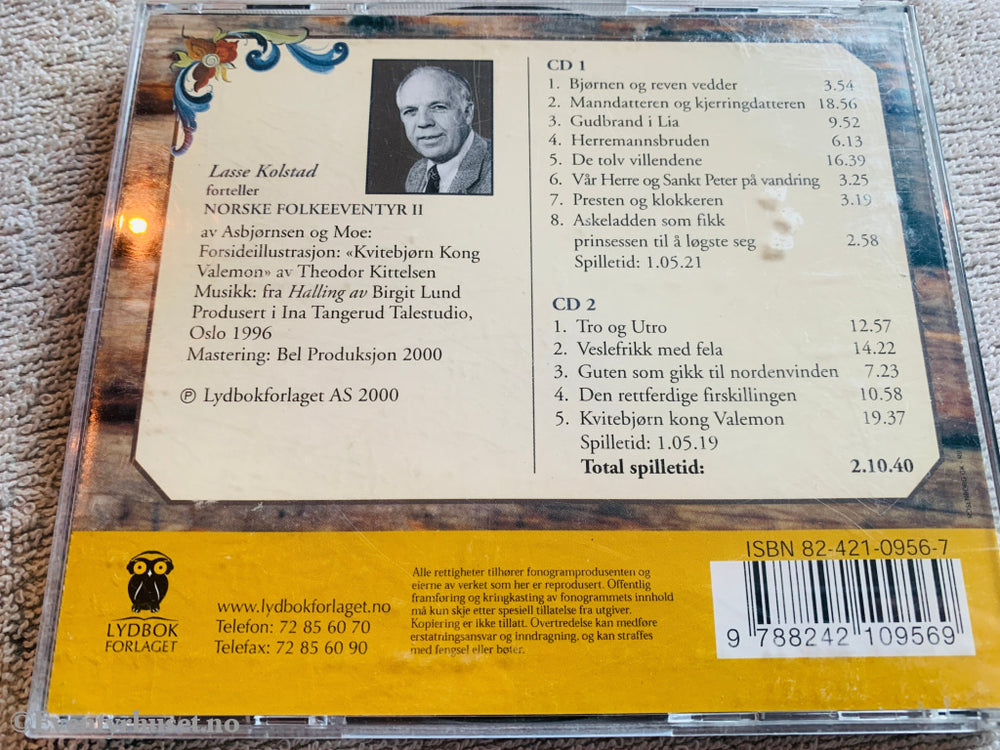 Lasse Kolstad
forteller
NORSKE FOLKEEVENTYR II
av Asbjørnsen og Moe:
Forsideillustrasjon: «Kvitebjørn Kong
Valemon» av Theodor Kittelsen
Musikk: fra Halling av Birgit Lund
Produsert i Ina Tangerud Talestudio,
Oslo 1996
Mastering: Bel Produksjon 2000
℗ Lydbokforlaget AS 2000
CD 1
1. Bjørnen og reven vedder 3.54
2. Manndatteren og kjerringdatteren 18.56
3. Gudbrand i Lia 9.52
4. Herremannsbruden 6.13
5. De tolv villendene 16.39
6. Vår Herre og Sankt Peter på vandring 3.25
7. Presten og klokkeren 3.19
8. Askeladden som fikk
prinsessen til å løgste seg 2.58
Spilletid: 1.05.21
CD 2
1. Tro og Utro 12.57
2. Veslefrikk med fela 14.22
3. Guten som gikk til nordenvinden 7.23
4. Den rettferdige firskillingen 10.58
5. Kvitebjørn kong Valemon 19.37
Spilletid: 1.05.19
Total spilletid: 2.10.40
LYDBOK
FORLAGET
www.lydbokforlaget.no
Telefon: 72 85 60 70
Telefax: 72 85 60 90
Alle rettigheter tilhører fonogramprodusenten og
eierne av verket som her er reprodusert. Offentlig
framføring og kringkasting av fonogrammets innhold
må kun skje etter spesiell tillatelse fra utgiver.
Kopiering er ikke tillatt. Overtredelse kan medføre
erstatningsansvar og inndragning, og kan straffes
med fengsel eller bøter.
ISBN 82-421-0956-7
9 788242 109569